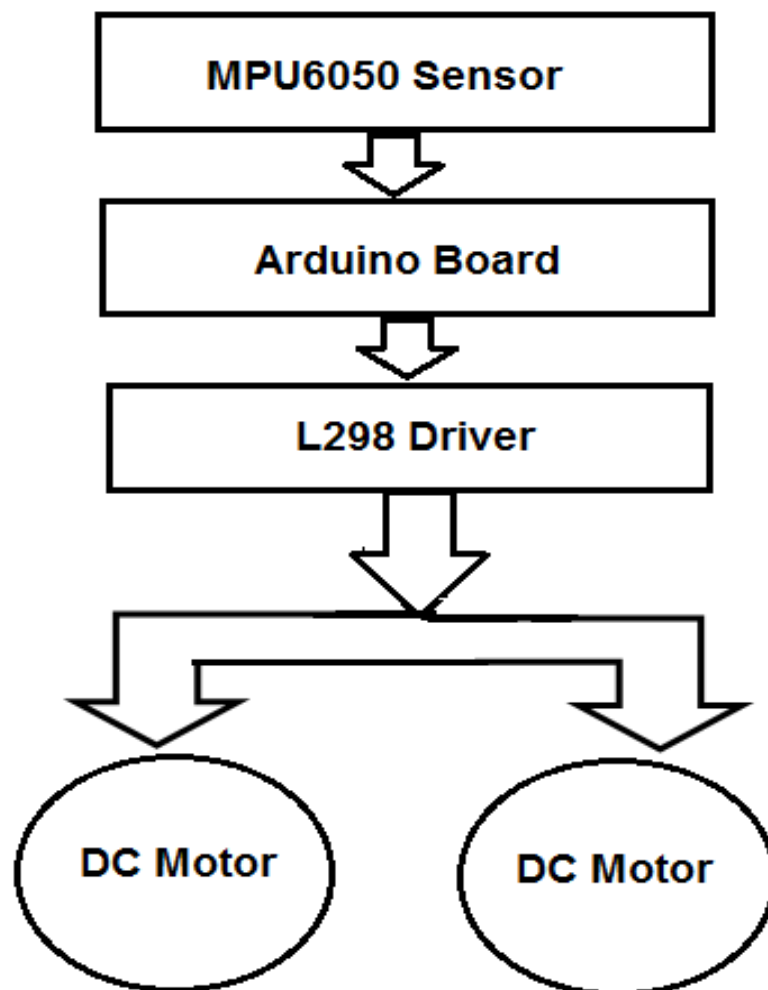 MPU6050 Sensor
Arduino Board
L298 Driver
DC Motor
DC Motor